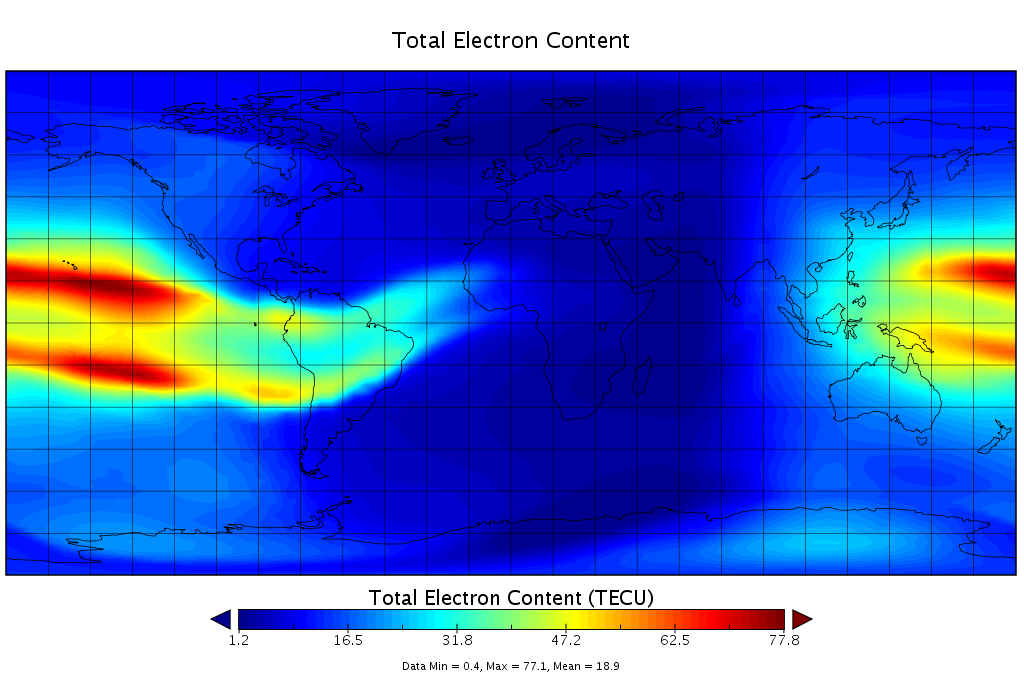 Total Electron Content
Total Electron Content (TECU)
1.2 16.5 31.8 47.2 62.5 77.8
Data Min = 0.4, Max = 77.1, Mean = 18.9